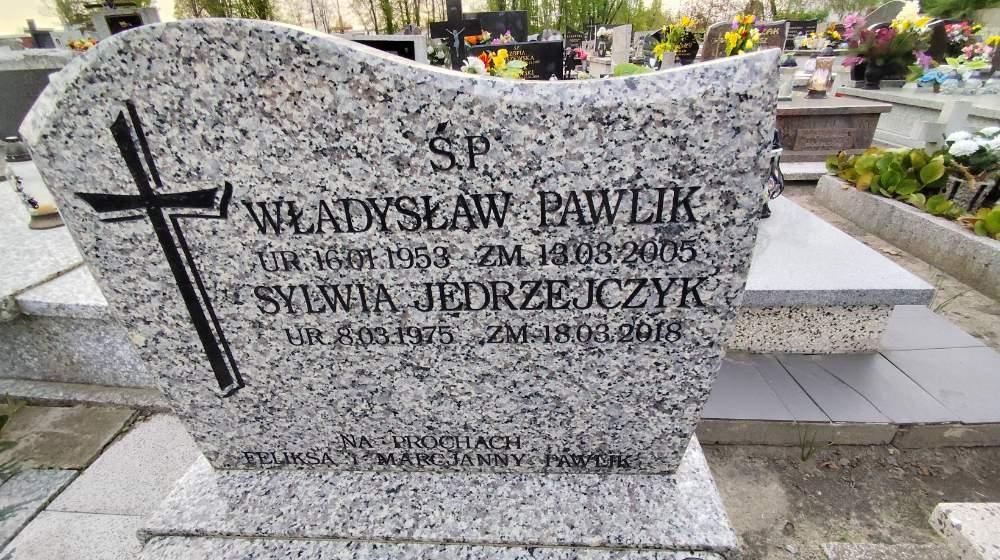 Ś.P.
WŁADYSŁAW PAWLIK
UR. 16.01.1953 ZM. 13.03.2005
SYLWIA JĘDRZEJCZYK
UR. 8.03.1975 ZM. 18.03.2018
NA PROCHACH
FELIKSA I MARCJANNY PAWLIK